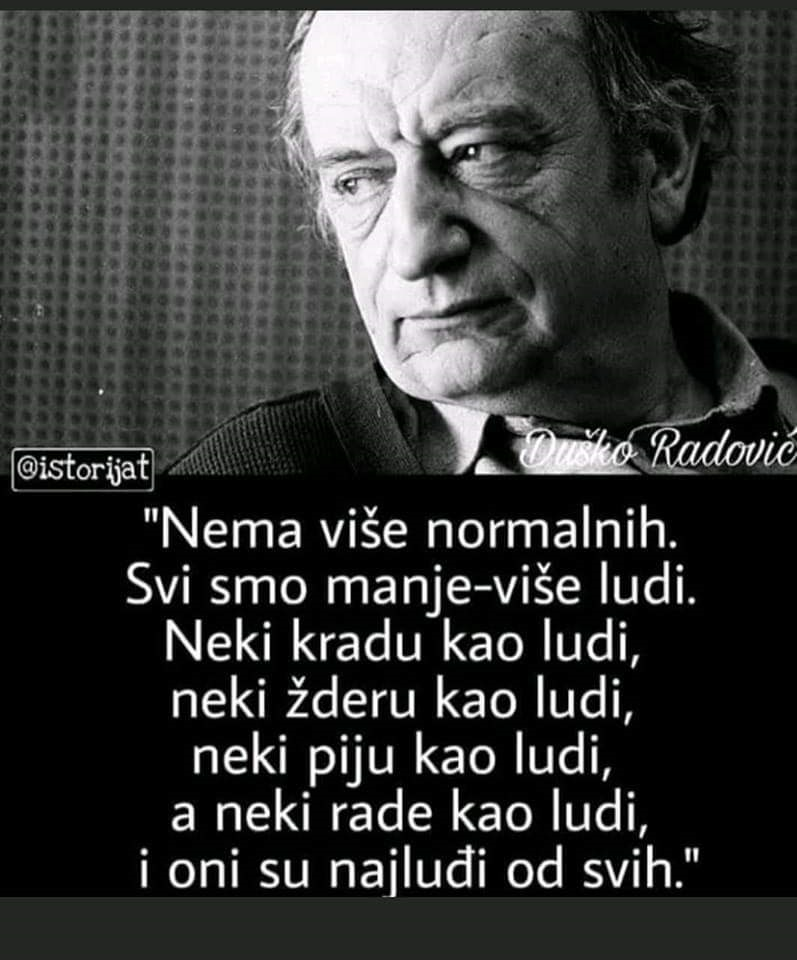 Duško Radović
@istorijat
"Nema više normalnih.
Svi smo manje-više ludi.
Neki kradu kao ludi,
neki žderu kao ludi,
neki piju kao ludi,
a neki rade kao ludi,
i oni su najluđi od svih."